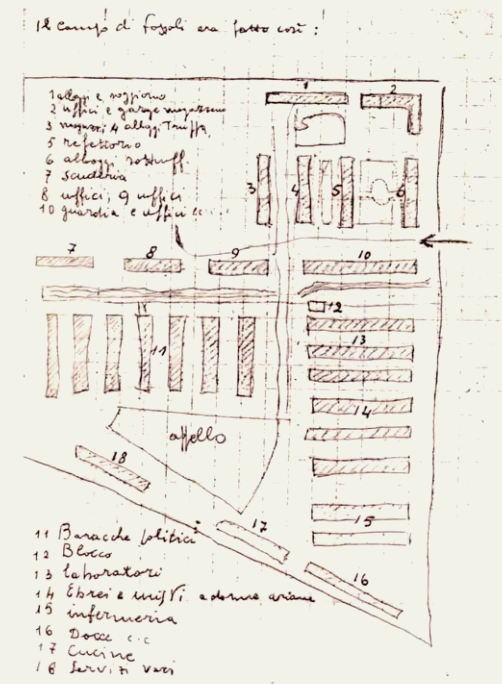 Il campo di Fossoli era fatto così:
1 alloggi e soggiorno
2 uffici e garage magazzeno
3 magazzi 4 alloggi Truppa
5 refettorio
6 alloggi sottuff.
7 scuderia
8 uffici, 9 uffici
10 guardia e uffici
1
2
3
4
5
6
7
8
9
10
12
13
11
14
appello
18
17
15
16
11 Baracche politici
12 Blocco
13 laboratori
14 Ebrei e misti e donne ariane
15 infermeria
16 Docce c.c
17 Cucine
18 Servizi vari